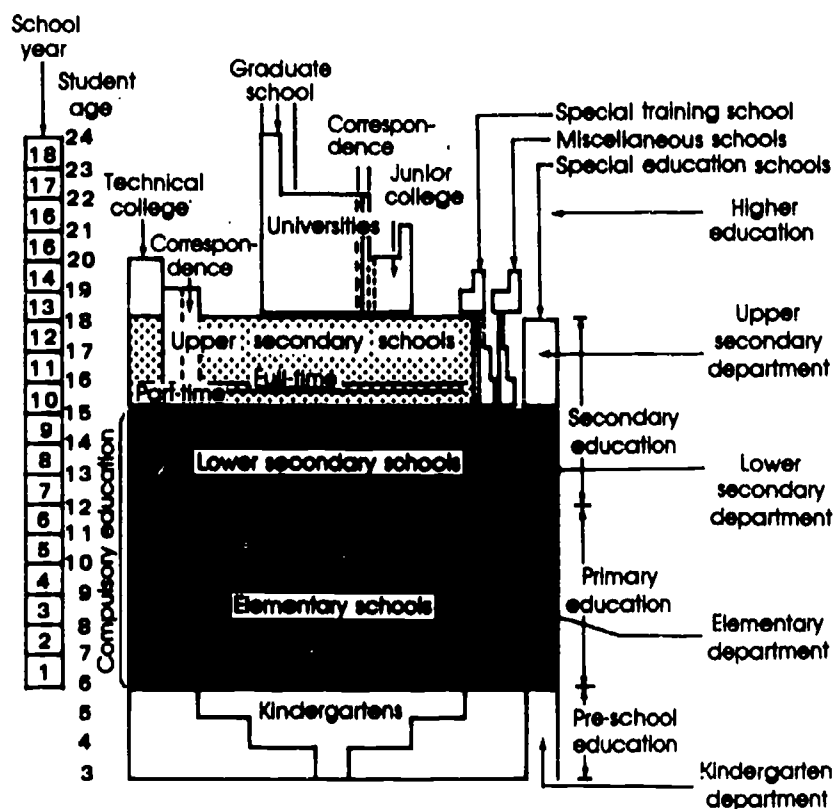 School
year
Student
age
Graduate
school
Correspon-
dence
Junior
college
Special training school
Miscellaneous schools
Special education schools
Technical
college
Correspon-
dence
Universities
Higher
education
Upper secondary schools
Full-time
Part-time
Upper
secondary
department
Secondary
education
Lower secondary schools
Lower
secondary
department
Compulsory education
Primary
education
Elementary schools
Elementary
department
Kindergartens
Pre-school
education
Kindergarten
department
18
17
16
16
14
13
12
11
10
9
8
7
6
5
4
3
2
1
24
23
22
21
20
19
18
17
16
15
14
13
12
11
10
9
8
7
6
5
4
3